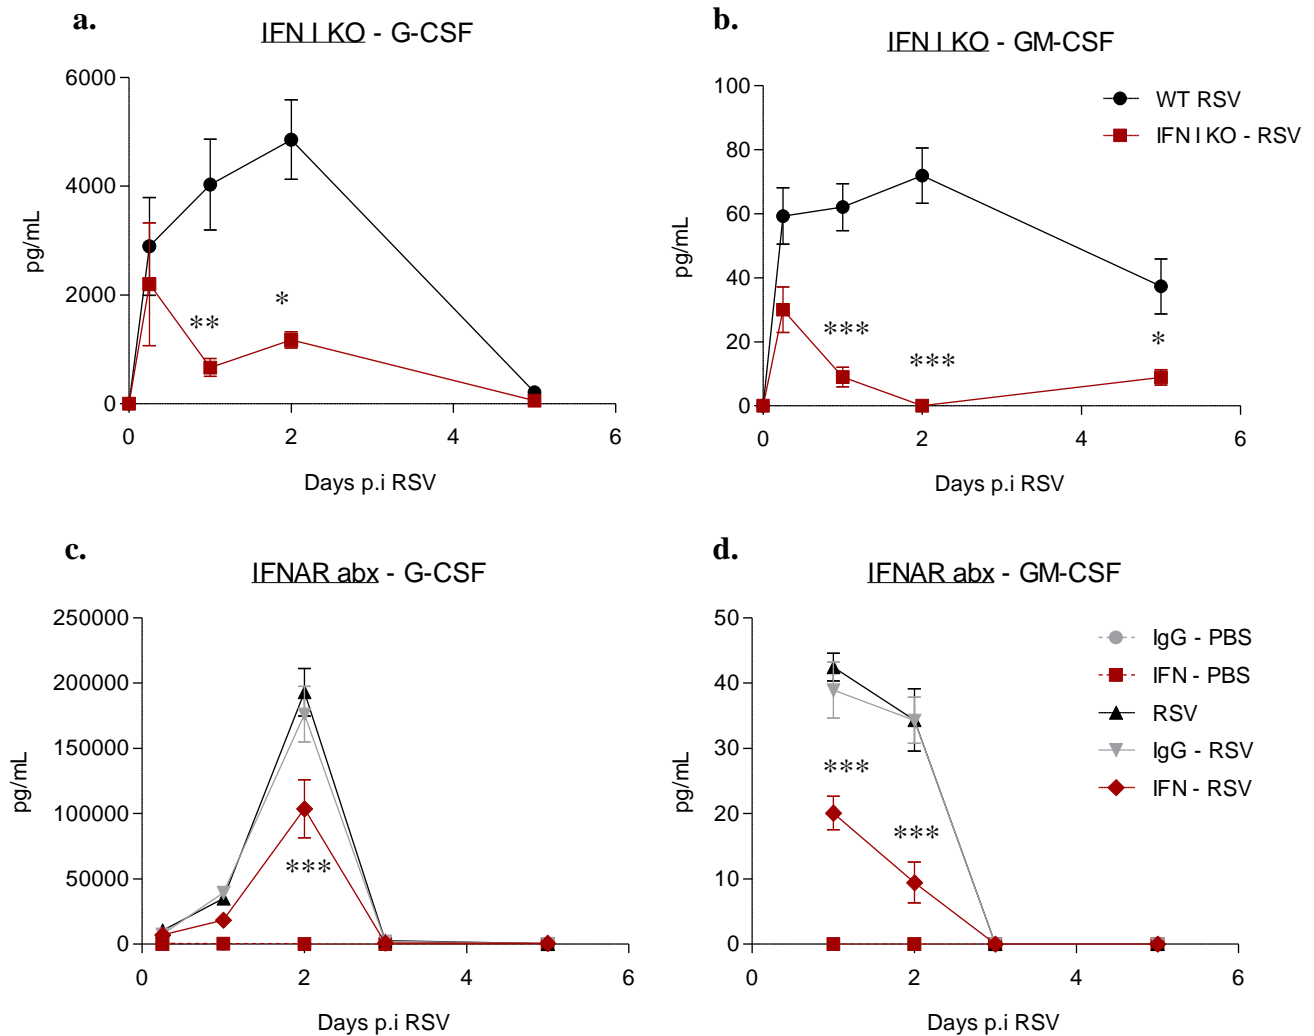 a.
IFN I KO - G-CSF
6000
4000
2000
0
pg/mL
**
*
0 2 4 6
Days p.i RSV
b.
IFN I KO - GM-CSF
100
80
60
40
20
0
pg/mL
WT RSV
IFN I KO - RSV
***
***
*
0 2 4 6
Days p.i RSV
c.
IFNAR abx - G-CSF
250000
200000
150000
100000
50000
0
pg/mL
***
0 2 4 6
Days p.i RSV
d.
IFNAR abx - GM-CSF
50
40
30
20
10
0
pg/mL
IgG - PBS
IFN - PBS
RSV
IgG - RSV
IFN - RSV
***
***
0 2 4 6
Days p.i RSV